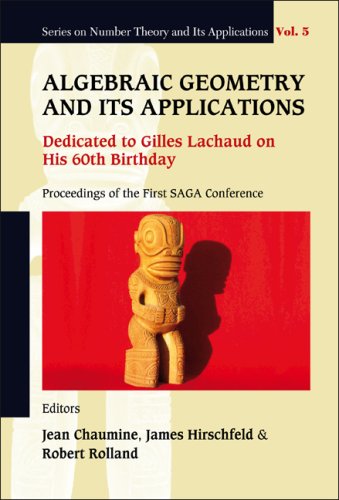 Series on Number Theory and Its Applications Vol. 5
ALGEBRAIC GEOMETRY
AND ITS APPLICATIONS
Dedicated to Gilles Lachaud on
His 60th Birthday
Proceedings of the First SAGA Conference
Editors
Jean Chaumine, James Hirschfeld &
Robert Rolland